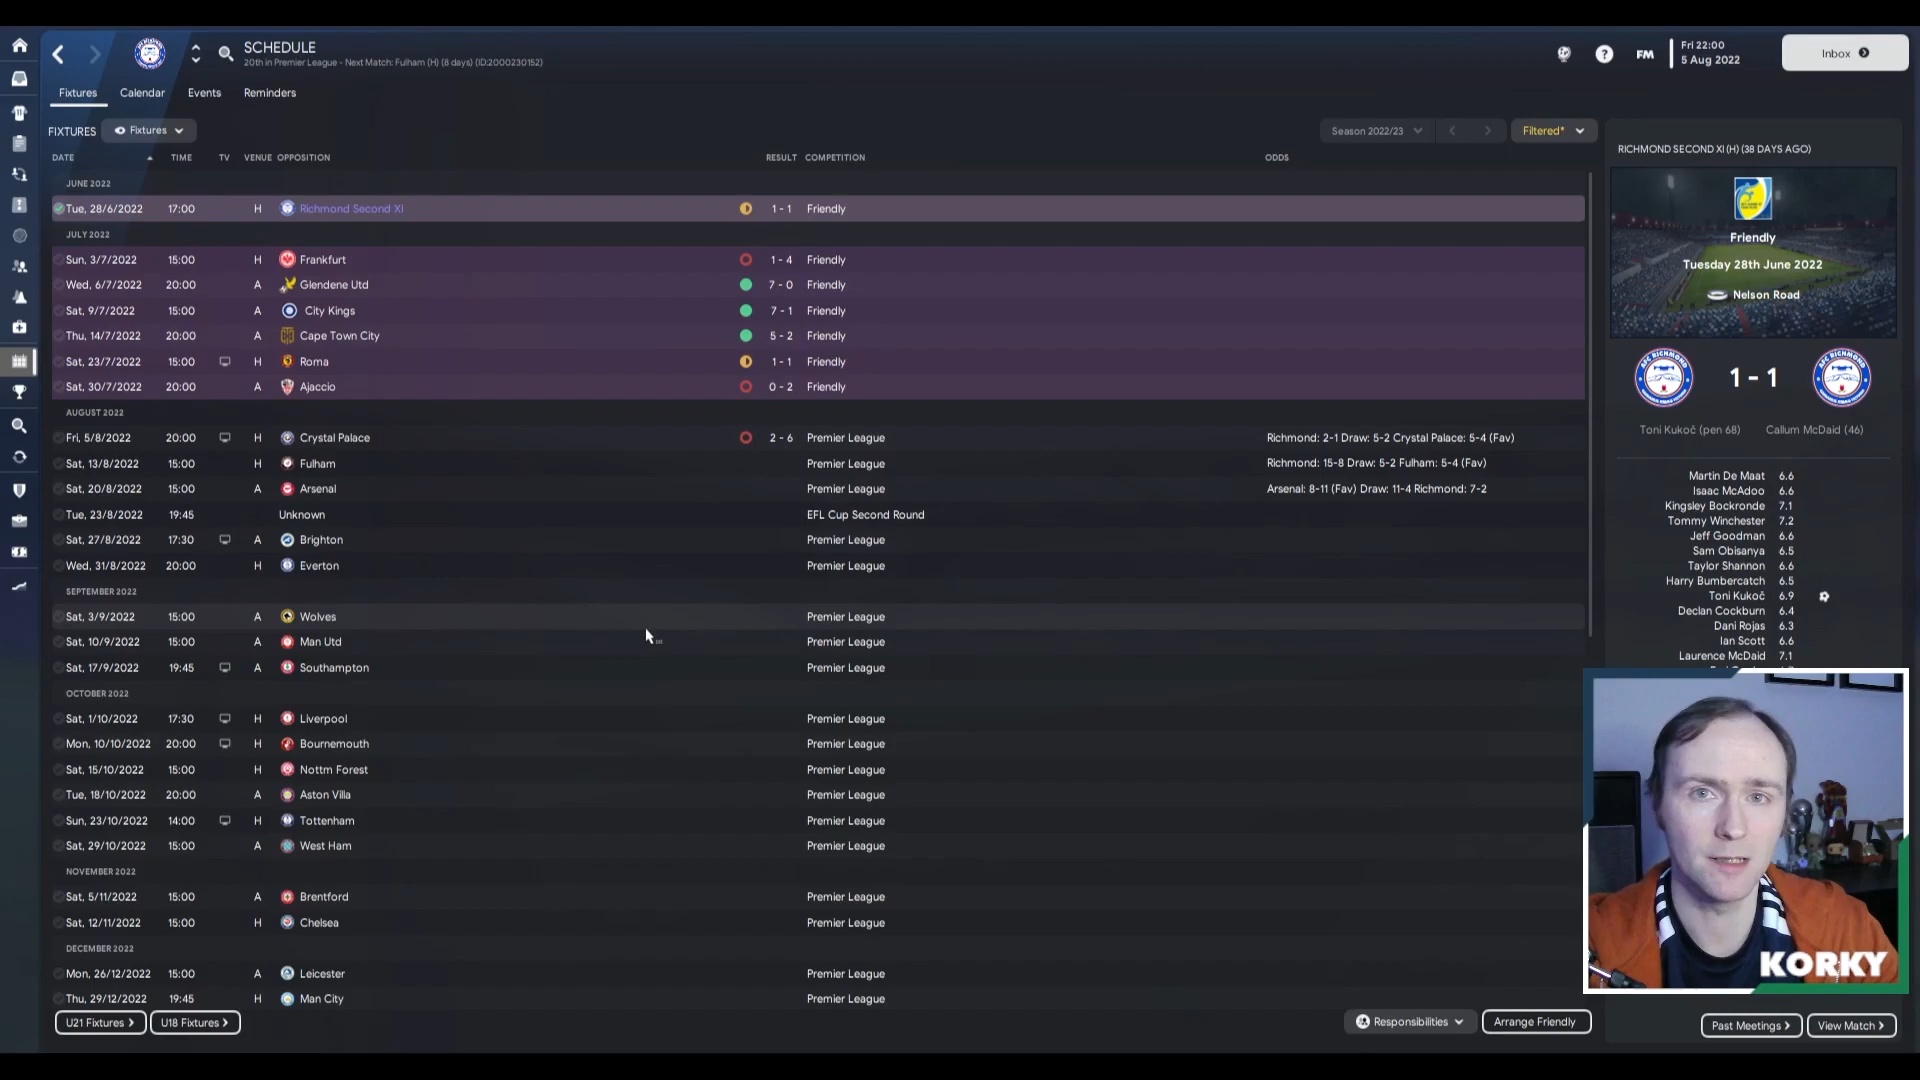 SCHEDULE
20th in Premier League - Next Match: Fulham (H) (8 days) (ID:2000230152)
FM
Fri 22:00
5 Aug 2022
Inbox
Fixtures Calendar Events Reminders
FIXTURES Fixtures
Season 2022/23 Filtered*
DATE TIME TV VENUE OPPOSITION RESULT COMPETITION ODDS
JUNE 2022
Tue, 28/6/2022 17:00 H Richmond Second XI 1 - 1 Friendly
JULY 2022
Sun, 3/7/2022 15:00 H Frankfurt 1 - 4 Friendly
Wed, 6/7/2022 20:00 A Glendene Utd 7 - 0 Friendly
Sat, 9/7/2022 15:00 A City Kings 7 - 1 Friendly
Thu, 14/7/2022 20:00 A Cape Town City 5 - 2 Friendly
Sat, 23/7/2022 15:00 H Roma 1 - 1 Friendly
Sat, 30/7/2022 20:00 A Ajaccio 0 - 2 Friendly
AUGUST 2022
Fri, 5/8/2022 20:00 H Crystal Palace 2 - 6 Premier League Richmond: 2-1 Draw: 5-2 Crystal Palace: 5-4 (Fav)
Sat, 13/8/2022 15:00 H Fulham Premier League Richmond: 15-8 Draw: 5-2 Fulham: 5-4 (Fav)
Sat, 20/8/2022 15:00 A Arsenal Premier League Arsenal: 8-11 (Fav) Draw: 11-4 Richmond: 7-2
Tue, 23/8/2022 19:45 Unknown EFL Cup Second Round
Sat, 27/8/2022 17:30 A Brighton Premier League
Wed, 31/8/2022 20:00 H Everton Premier League
SEPTEMBER 2022
Sat, 3/9/2022 15:00 A Wolves Premier League
Sat, 10/9/2022 15:00 A Man Utd Premier League
Sat, 17/9/2022 19:45 A Southampton Premier League
OCTOBER 2022
Sat, 1/10/2022 17:30 H Liverpool Premier League
Mon, 10/10/2022 20:00 H Bournemouth Premier League
Sat, 15/10/2022 15:00 H Nottm Forest Premier League
Tue, 18/10/2022 20:00 A Aston Villa Premier League
Sun, 23/10/2022 14:00 H Tottenham Premier League
Sat, 29/10/2022 15:00 A West Ham Premier League
NOVEMBER 2022
Sat, 5/11/2022 15:00 A Brentford Premier League
Sat, 12/11/2022 15:00 H Chelsea Premier League
DECEMBER 2022
Mon, 26/12/2022 15:00 A Leicester Premier League
Thu, 29/12/2022 19:45 H Man City Premier League
U21 Fixtures U18 Fixtures
Responsibilities Arrange Friendly
RICHMOND SECOND XI (H) (38 DAYS AGO)
Friendly
Tuesday 28th June 2022
Nelson Road
AFC RICHMOND 1 - 1 AFC RICHMOND
Toni Kukoč (pen 68) Callum McDaid (46)
Martin De Maat 6.6
Isaac McAdoo 6.6
Kingsley Bockronde 7.1
Tommy Winchester 7.2
Jeff Goodman 6.6
Sam Obisanya 6.5
Taylor Shannon 6.6
Harry Bumbercatch 6.5
Toni Kukoč 6.9
Declan Cockburn 6.4
Dani Rojas 6.3
Ian Scott 6.6
Laurence McDaid 7.1
KORKY
Past Meetings View Match